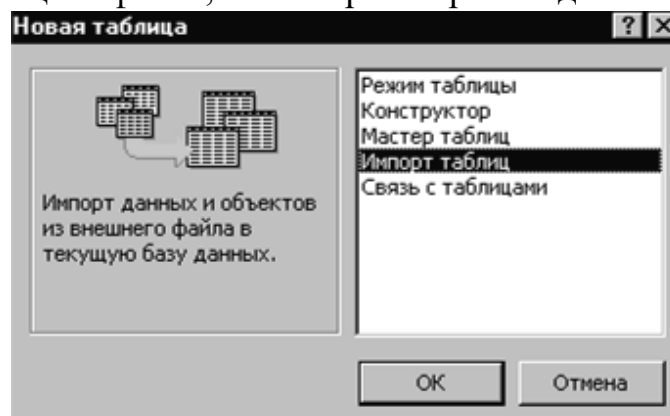 Новая таблица
Режим таблицы
Конструктор
Мастер таблиц
Импорт таблиц
Связь с таблицами
Импорт данных и объектов
из внешнего файла в
текущую базу данных.
ОК
Отмена